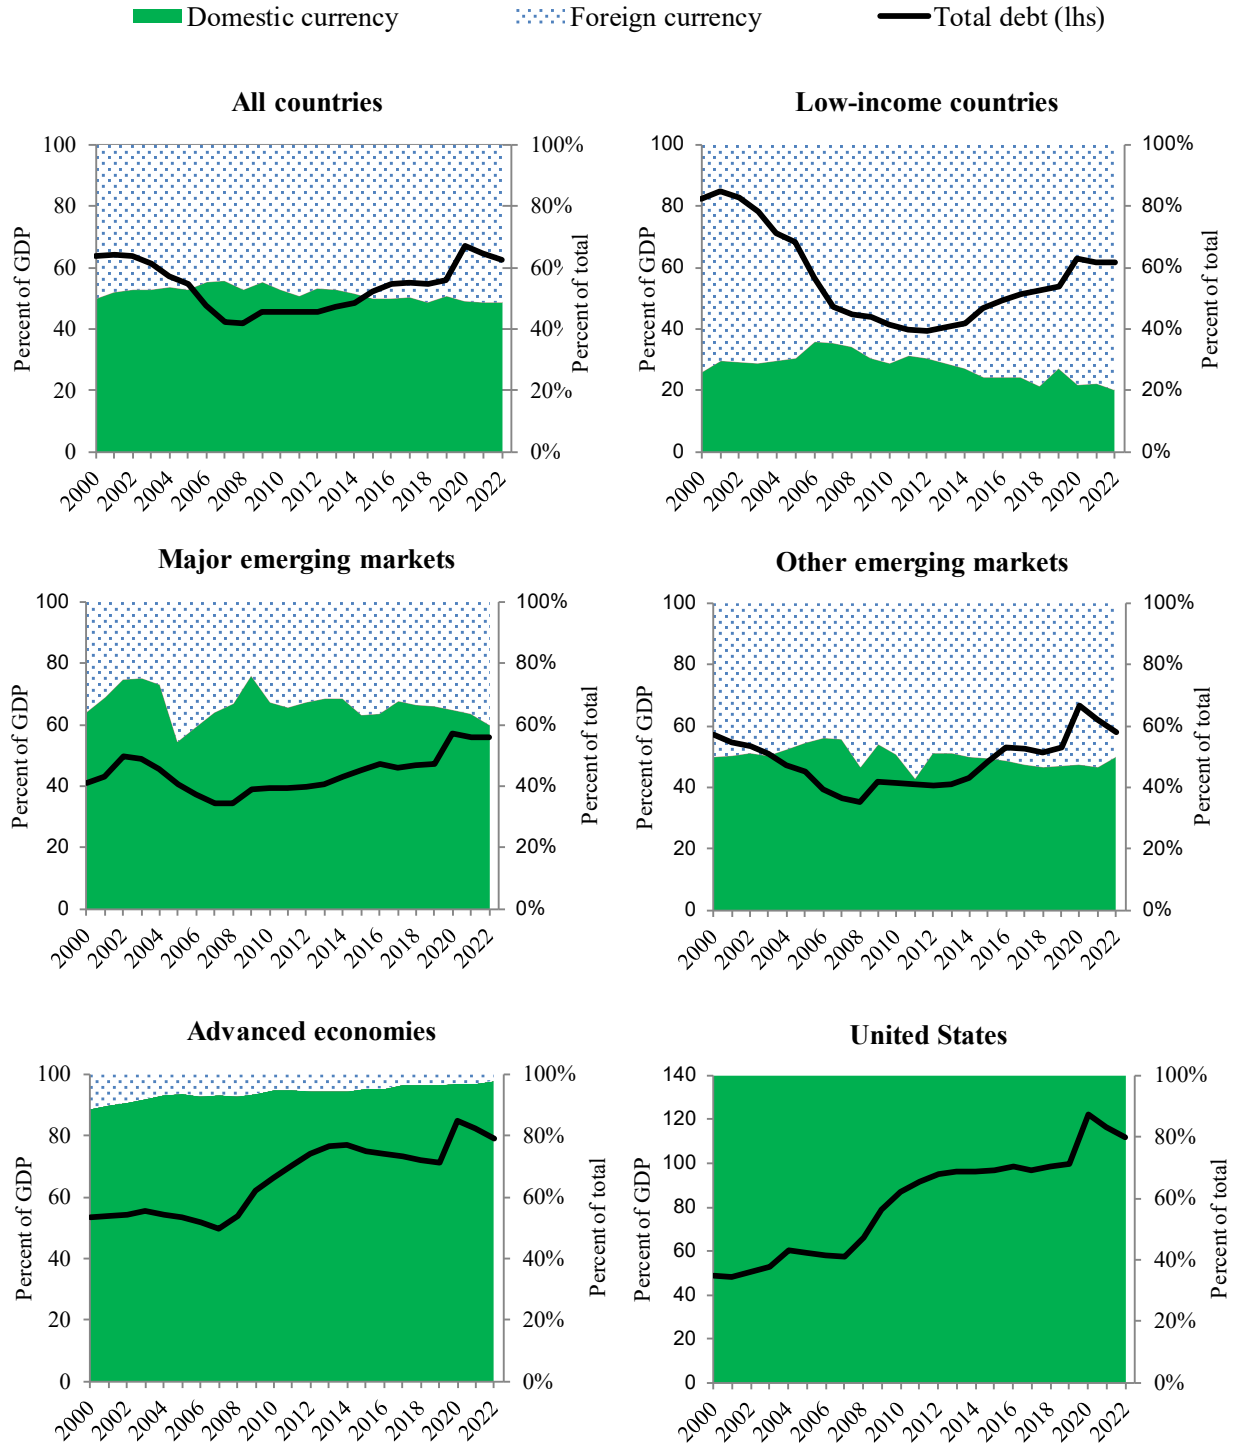 Domestic currency Foreign currency Total debt (lhs)
All countries
Percent of GDP
100
80
60
40
20
0
100%
80%
60%
40%
20%
0%
Percent of total
2000 2002 2004 2006 2008 2010 2012 2014 2016 2018 2020 2022
Low-income countries
Percent of GDP
100
80
60
40
20
0
100%
80%
60%
40%
20%
0%
Percent of total
2000 2002 2004 2006 2008 2010 2012 2014 2016 2018 2020 2022
Major emerging markets
Percent of GDP
100
80
60
40
20
0
100%
80%
60%
40%
20%
0%
Percent of total
2000 2002 2004 2006 2008 2010 2012 2014 2016 2018 2020 2022
Other emerging markets
Percent of GDP
100
80
60
40
20
0
100%
80%
60%
40%
20%
0%
Percent of total
2000 2002 2004 2006 2008 2010 2012 2014 2016 2018 2020 2022
Advanced economies
Percent of GDP
100
80
60
40
20
0
100%
80%
60%
40%
20%
0%
Percent of total
2000 2002 2004 2006 2008 2010 2012 2014 2016 2018 2020 2022
United States
Percent of GDP
140
120
100
80
60
40
20
0
100%
80%
60%
40%
20%
0%
Percent of total
2000 2002 2004 2006 2008 2010 2012 2014 2016 2018 2020 2022